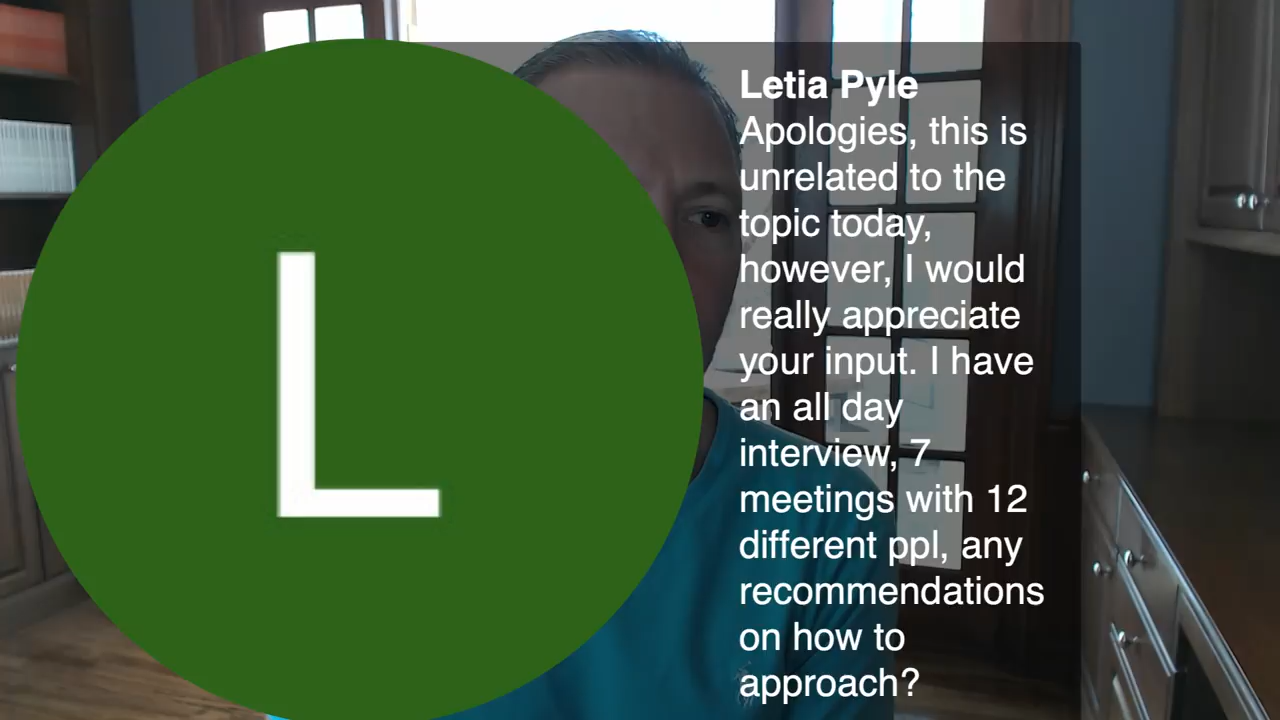 L
Letia Pyle
Apologies, this is
unrelated to the
topic today,
however, I would
really appreciate
your input. I have
an all day
interview, 7
meetings with 12
different ppl, any
recommendations
on how to
approach?